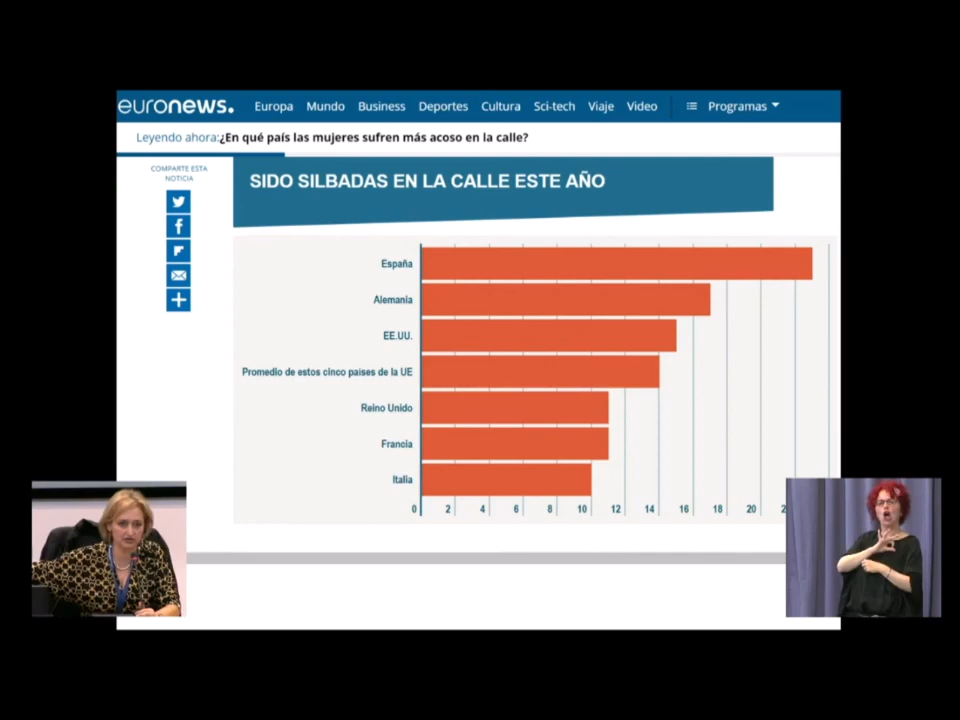 euronews.
Europa Mundo Business Deportes Cultura Sci-tech Viaje Video Programas
Leyendo ahora:¿En qué país las mujeres sufren más acoso en la calle?
COMPARTE ESTA
NOTICIA
SIDO SILBADAS EN LA CALLE ESTE AÑO
España
Alemania
EE.UU.
Promedio de estos cinco países de la UE
Reino Unido
Francia
Italia
0 2 4 6 8 10 12 14 16 18 20